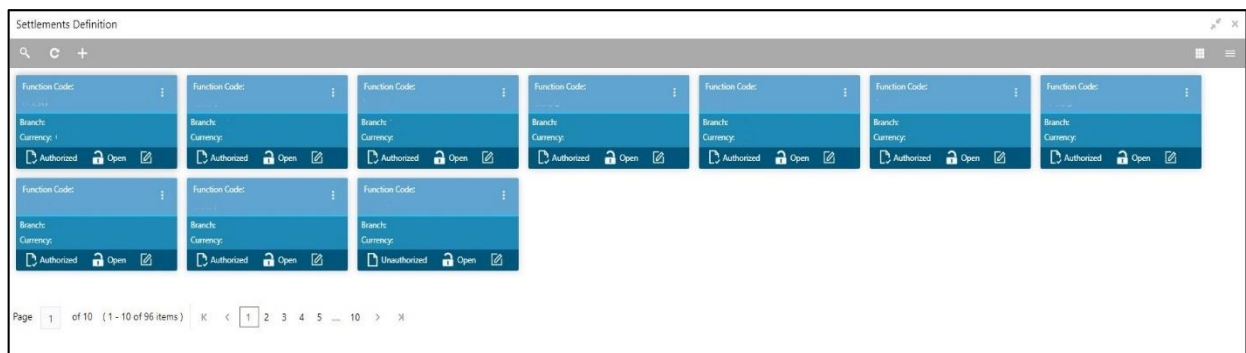 Settlements Definition
Function Code: Function Code: Function Code: Function Code: Function Code: Function Code: Function Code:
Branch: Branch: Branch: Branch: Branch: Branch: Branch:
Currency: Currency: Currency: Currency: Currency: Currency: Currency:
Authorized Open Authorized Open Authorized Open Authorized Open Authorized Open Authorized Open Authorized Open
Function Code: Function Code: Function Code:
Branch: Branch: Branch:
Currency: Currency: Currency:
Authorized Open Authorized Open Unauthorized Open
Page 1 of 10 (1 - 10 of 96 items) 1 2 3 4 5 ... 10